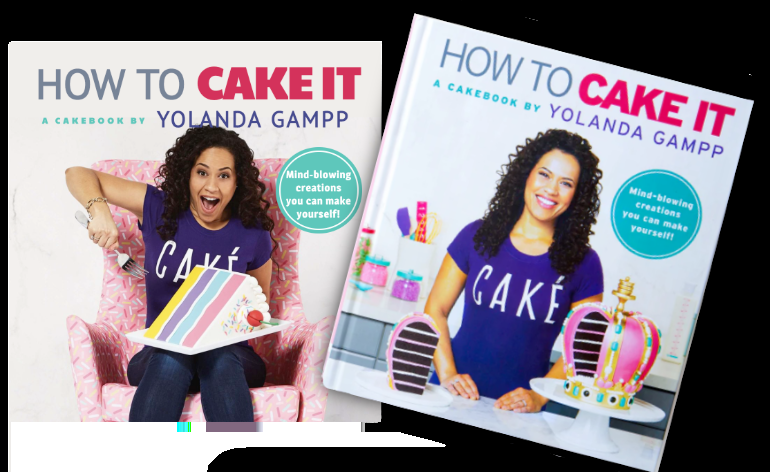 HOW TO CAKE IT
A CAKEBOOK BY YOLANDA GAMPP
Mind-blowing
creations
you can make
yourself!
CAKÉ
HOW TO CAKE IT
A CAKEBOOK BY YOLANDA GAMPP
Mind-blowing
creations
you can make
yourself!
CAKÉ